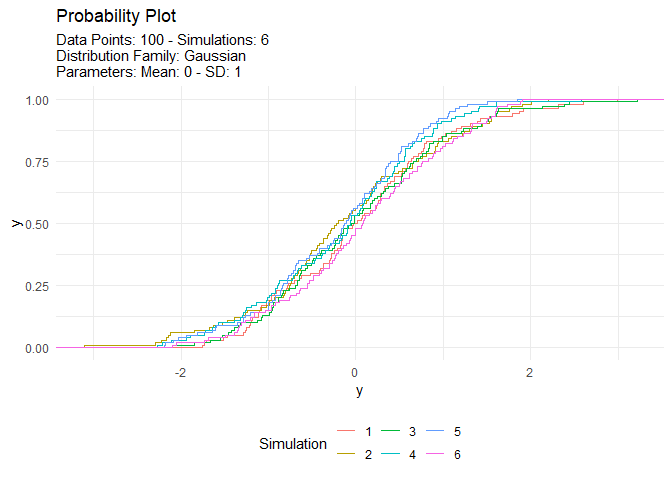 Probability Plot
Data Points: 100 - Simulations: 6
Distribution Family: Gaussian
Parameters: Mean: 0 - SD: 1
1.00
0.75
y
0.50
0.25
0.00
-2 0 2
y
Simulation
1 3 5
2 4 6